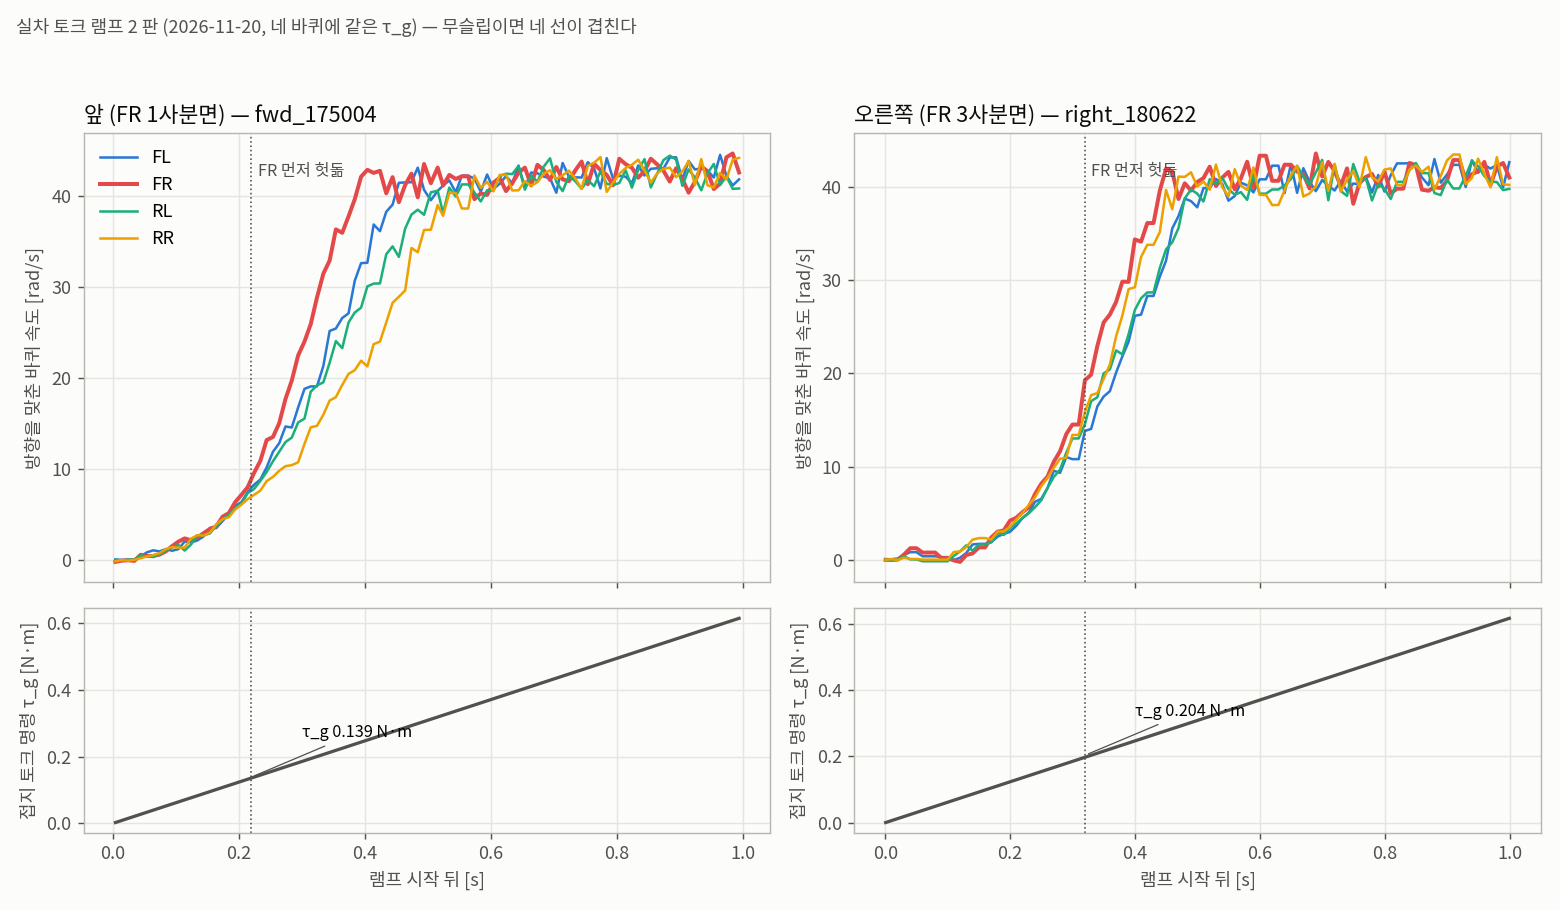 실차 토크 램프 2 판 (2026-11-20, 네 바퀴에 같은 τ_g) — 무슬립이면 네 선이 겹친다
앞 (FR 1사분면) — fwd_175004
FL
FR
RL
RR
FR 먼저 헛돎
방향을 맞춘 바퀴 속도 [rad/s]
40
30
20
10
0
오른쪽 (FR 3사분면) — right_180622
FR 먼저 헛돎
방향을 맞춘 바퀴 속도 [rad/s]
40
30
20
10
0
τ_g 0.139 N·m
접지 토크 명령 τ_g [N·m]
0.6
0.4
0.2
0.0
0.0 0.2 0.4 0.6 0.8 1.0
램프 시작 뒤 [s]
τ_g 0.204 N·m
접지 토크 명령 τ_g [N·m]
0.6
0.4
0.2
0.0
0.0 0.2 0.4 0.6 0.8 1.0
램프 시작 뒤 [s]